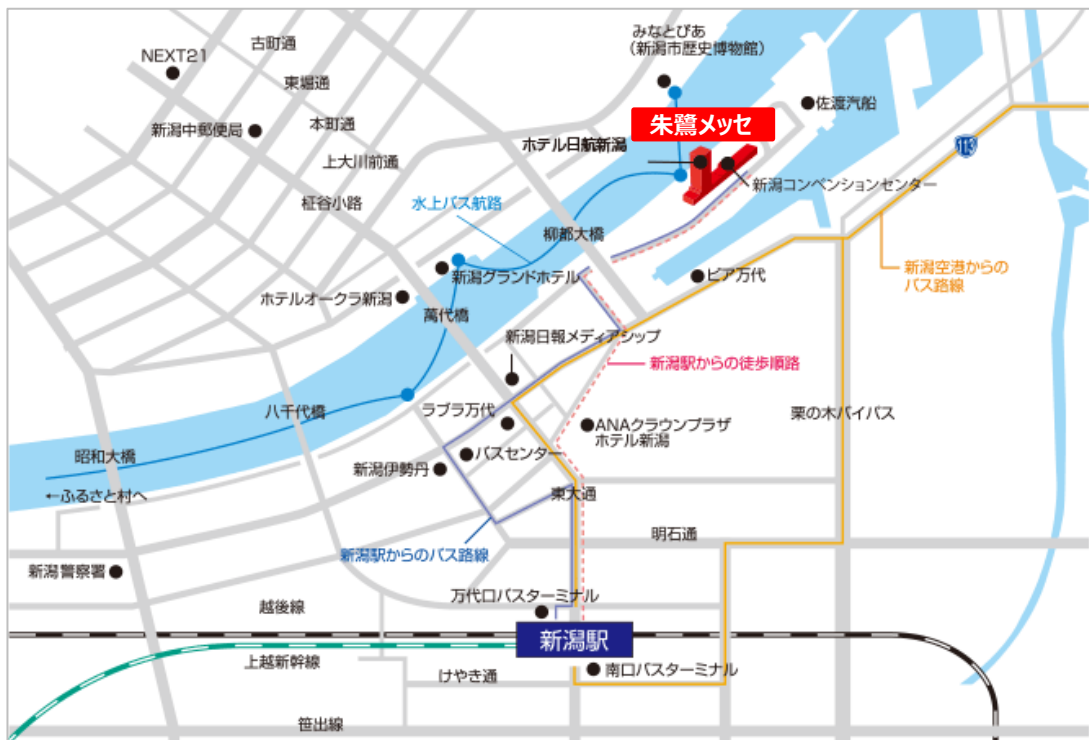 みなとぴあ
(新潟市歴史博物館)
古町通
NEXT21
東堀通
佐渡汽船
朱鷺メッセ
本町通
新潟中郵便局
ホテル日航新潟
113
上大川前通
新潟コンベンションセンター
柾谷小路
水上バス航路
柳都大橋
新潟グランドホテル
ピア万代
新潟空港からの
バス路線
ホテルオークラ新潟
萬代橋
新潟日報メディアシップ
新潟駅からの徒歩順路
八千代橋
ラブラ万代
栗の木バイパス
ANAクラウンプラザ
ホテル新潟
昭和大橋
バスセンター
新潟伊勢丹
←ふるさと村へ
東大通
明石通
新潟駅からのバス路線
新潟警察署
万代口バスターミナル
越後線
新潟駅
上越新幹線
南口バスターミナル
けやき通
笹出線